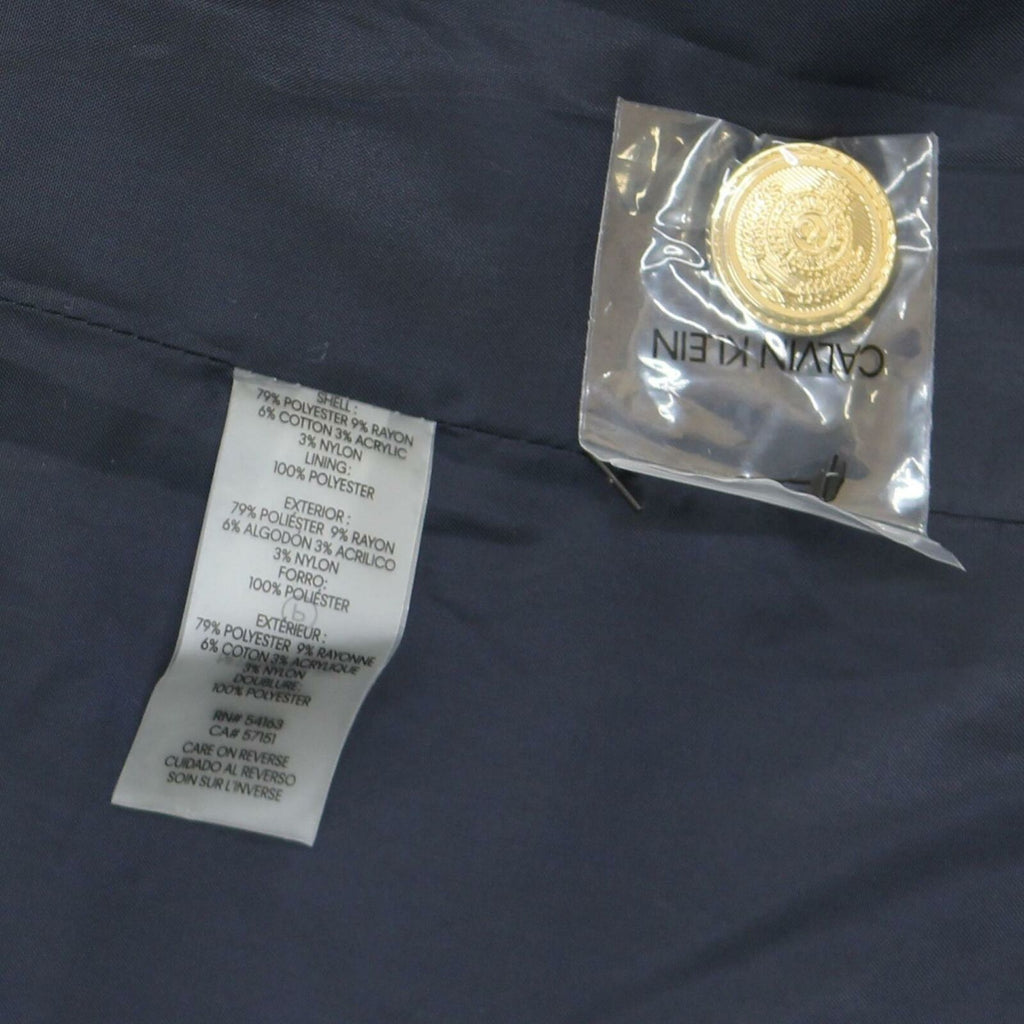 SHELL :
79% POLYESTER 9% RAYON
6% COTTON 3% ACRYLIC
3% NYLON
LINING:
100% POLYESTER
EXTERIOR :
79% POLIÉSTER 9% RAYON
6% ALGODÓN 3% ACRILICO
3% NYLON
FORRO:
100% POLIÉSTER
EXTÉRIEUR :
79% POLYESTER 9% RAYONNE
6% COTON 3% ACRYLIQUE
3% NYLON
DOUBLURE:
100% POLYESTER
RN# 54163
CA# 57151
CARE ON REVERSE
CUIDADO AL REVERSO
SOIN SUR L'INVERSE
CALVIN KLEIN